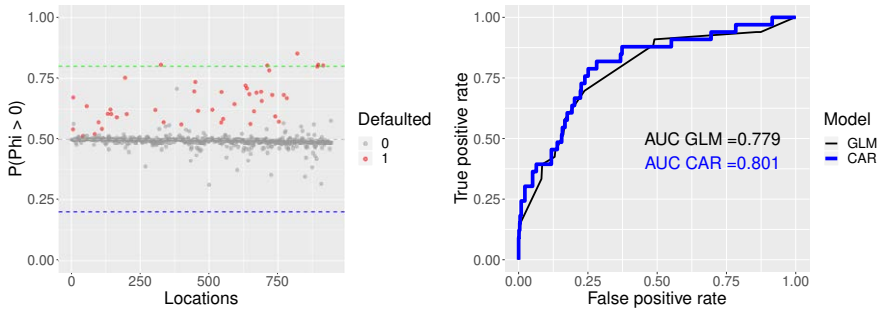 P(Phi > 0)
1.00
0.75
0.50
0.25
0.00
0
250
500
750
Locations
Defaulted
0
1
True positive rate
1.00
0.75
0.50
0.25
0.00
AUC GLM =0.779
AUC CAR =0.801
0.00
0.25
0.50
0.75
1.00
False positive rate
Model
GLM
CAR